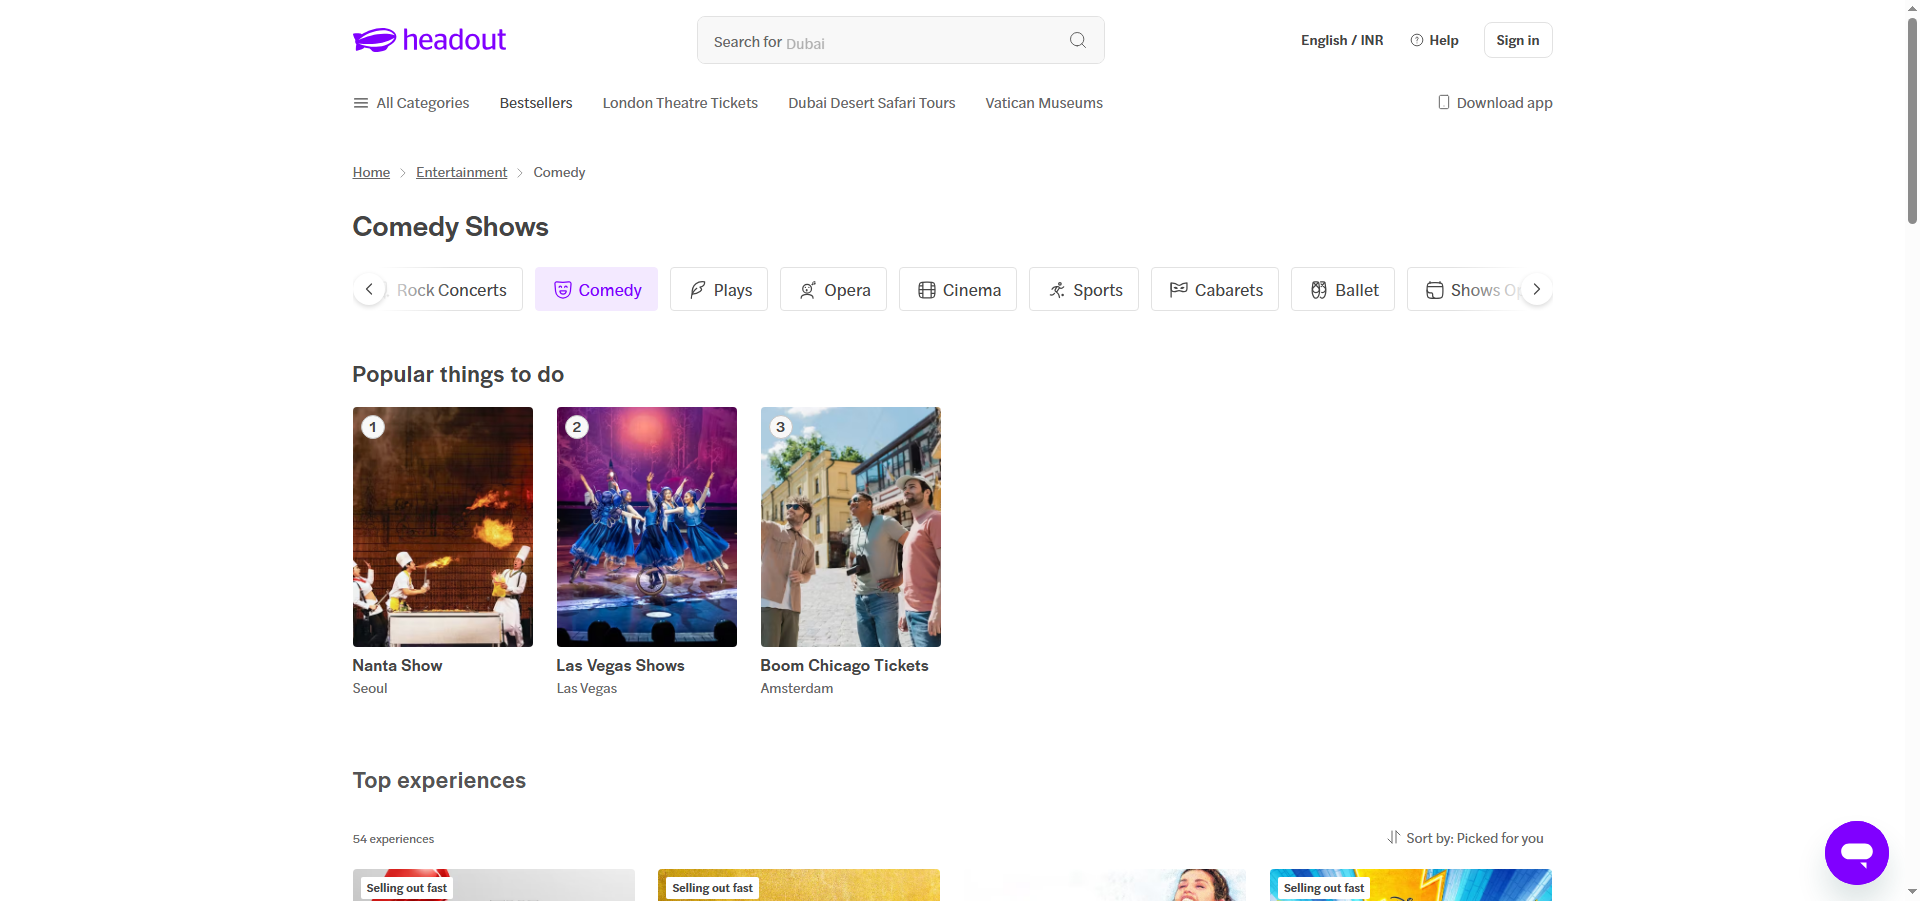 headout
Search for Dubai
English / INR
Help
Sign in
All Categories
Bestsellers
London Theatre Tickets
Dubai Desert Safari Tours
Vatican Museums
Download app
Home
Entertainment
Comedy
Comedy Shows
Rock Concerts
Comedy
Plays
Opera
Cinema
Sports
Cabarets
Ballet
Shows Op
Popular things to do
1
2
3
Nanta Show
Seoul
Las Vegas Shows
Las Vegas
Boom Chicago Tickets
Amsterdam
Top experiences
54 experiences
Sort by: Picked for you
Selling out fast
Selling out fast
Selling out fast